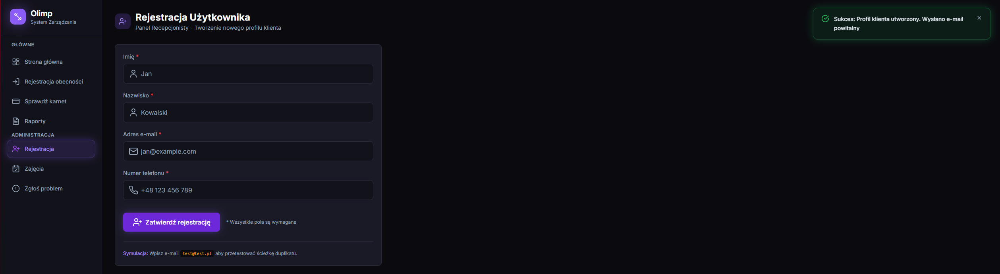 Olimp
System Zarządzania
GŁÓWNE
Strona główna
Rejestracja obecności
Sprawdź karnet
Raporty
ADMINISTRACJA
Rejestracja
Zajęcia
Zgłoś problem
Rejestracja Użytkownika
Panel Recepcjonisty - Tworzenie nowego profilu klienta
Imię *
Jan
Nazwisko *
Kowalski
Adres e-mail *
jan@example.com
Numer telefonu *
+48 123 456 789
Zatwierdź rejestrację
* Wszystkie pola są wymagane
Symulacja: Wpisz e-mail test@test.pl aby przetestować ścieżkę duplikatu.
Sukces: Profil klienta utworzony. Wysłano e-mail
powitalny